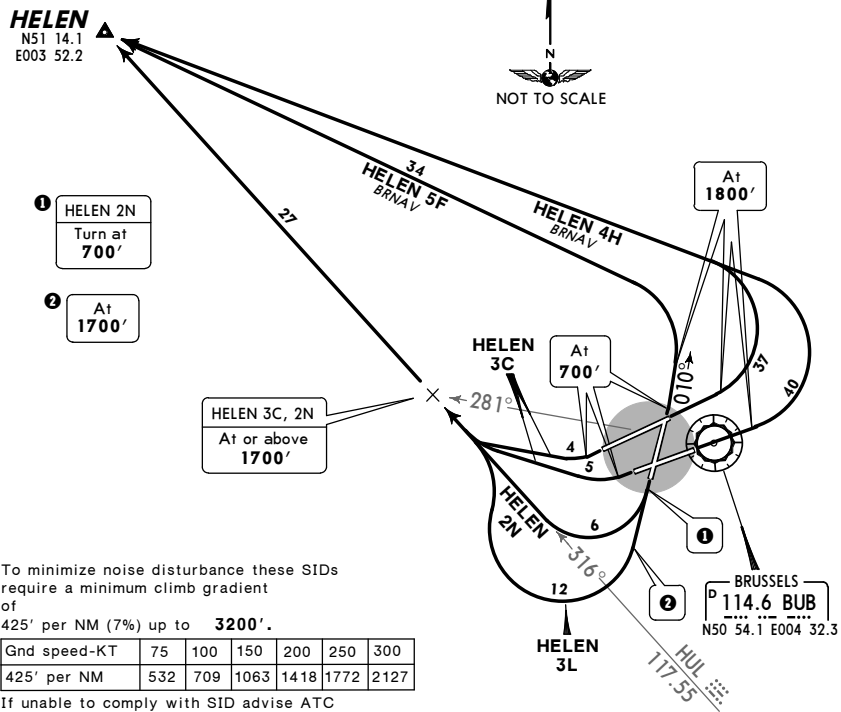 HELEN
N51 14.1
E003 52.2
N
NOT TO SCALE
At
1800'
34
HELEN 5F
BRNAV
HELEN 4H
BRNAV
27
❶
HELEN 2N
Turn at
700'
❷
At
1700'
HELEN
3C
At
700'
010°
37
40
HELEN 3C, 2N
At or above
1700'
281°
4
5
HELEN
2N
6
316°
12
❶
❷
HELEN
3L
HUL
117.55
BRUSSELS
D 114.6 BUB
N50 54.1 E004 32.3
To minimize noise disturbance these SIDs
require a minimum climb gradient
of
425' per NM (7%) up to 3200'.
Gnd speed-KT 75 100 150 200 250 300
425' per NM 532 709 1063 1418 1772 2127
If unable to comply with SID advise ATC